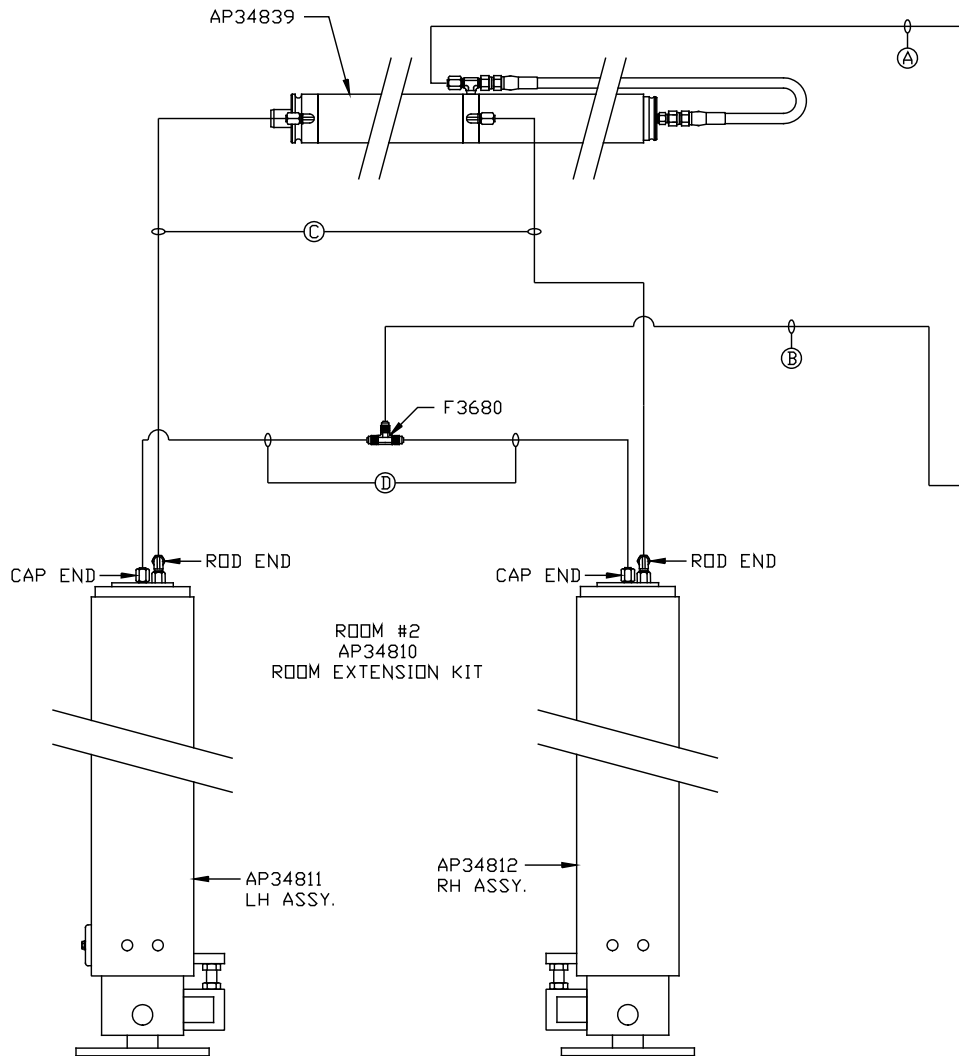 AP34839
A
C
B
F3680
D
ROD END
CAP END
ROD END
CAP END
ROOM #2
AP34810
ROOM EXTENSION KIT
AP34811
LH ASSY.
AP34812
RH ASSY.